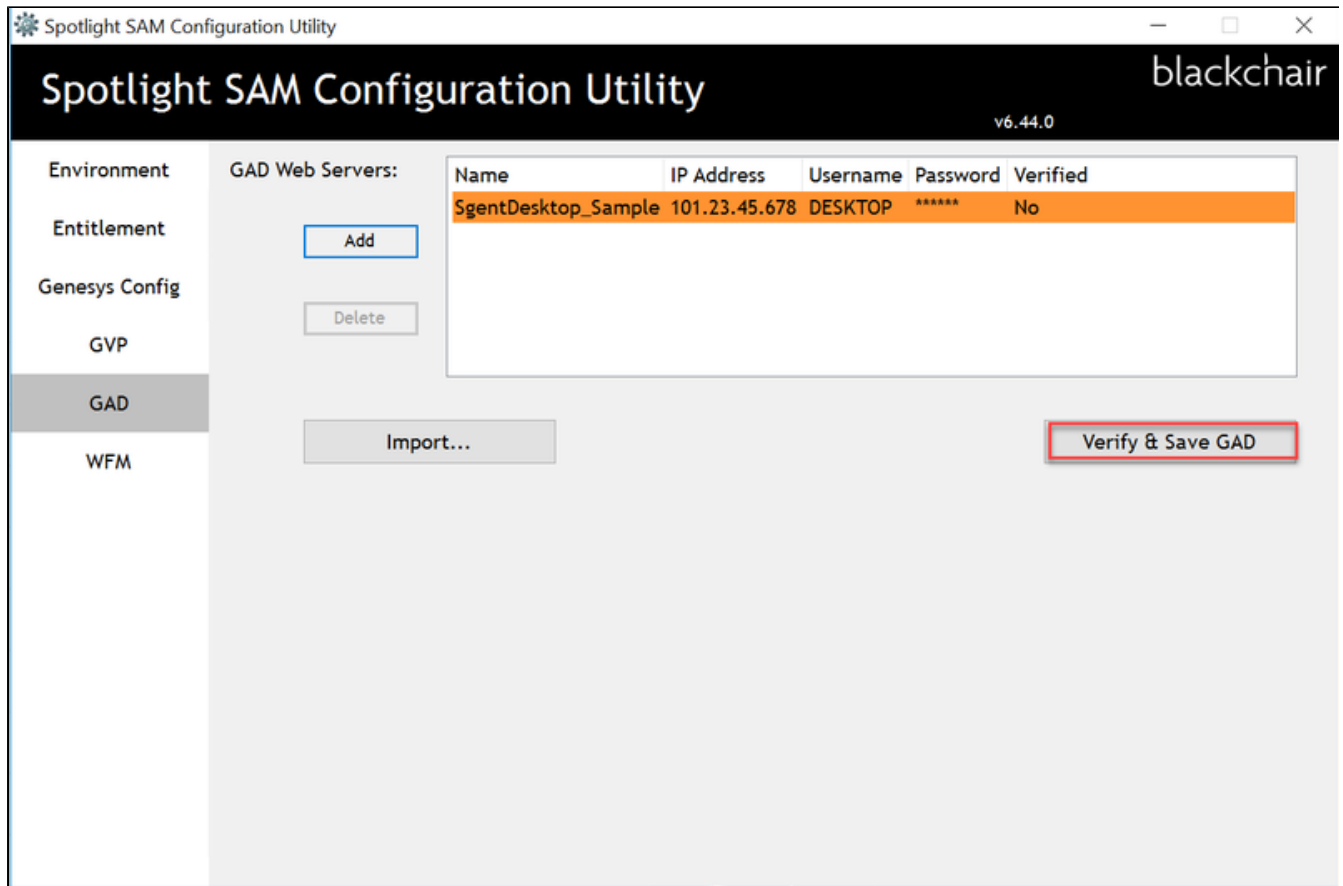 Spotlight SAM Configuration Utility
Spotlight SAM Configuration Utility
blackchair
v6.44.0
Environment
Entitlement
Genesys Config
GVP
GAD
WFM
GAD Web Servers:
Add
Delete
Name IP Address Username Password Verified
SgentDesktop_Sample 101.23.45.678 DESKTOP ****** No
Import...
Verify & Save GAD